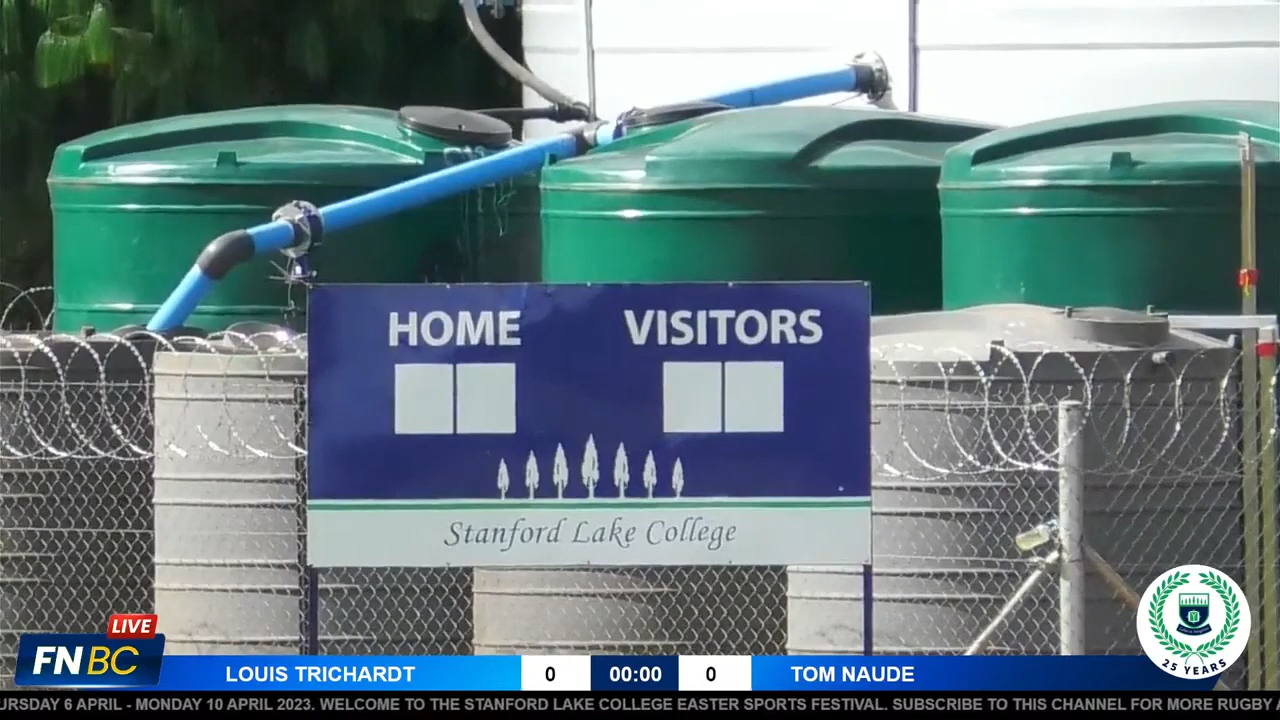 HOME VISITORS
Stanford Lake College
LIVE
FNBC
LOUIS TRICHARDT 0 00:00 0 TOM NAUDE
25 YEARS
URSDAY 6 APRIL - MONDAY 10 APRIL 2023. WELCOME TO THE STANFORD LAKE COLLEGE EASTER SPORTS FESTIVAL. SUBSCRIBE TO THIS CHANNEL FOR MORE RUGBY